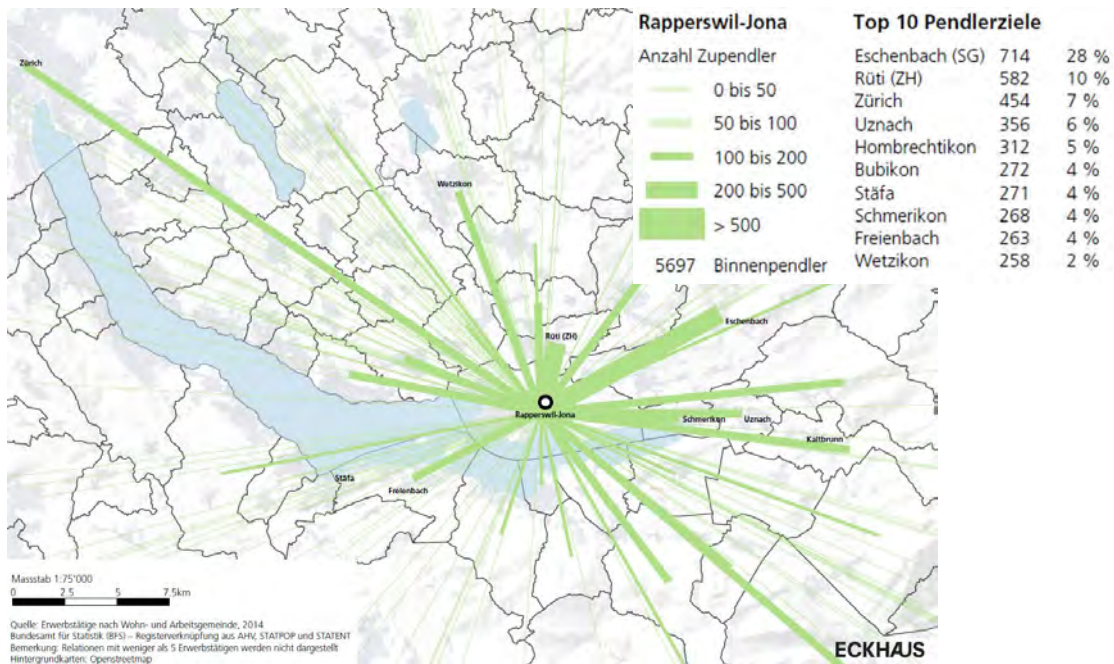 Rapperswil-Jona
Anzahl Zupendler
0 bis 50
50 bis 100
100 bis 200
200 bis 500
> 500
5697 Binnenpendler
Top 10 Pendlerziele
Eschenbach (SG) 714 28 %
Rüti (ZH) 582 10 %
Zürich 454 7 %
Uznach 356 6 %
Hombrechtikon 312 5 %
Bubikon 272 4 %
Stäfa 271 4 %
Schmerikon 268 4 %
Freienbach 263 4 %
Wetzikon 258 2 %
Zürich
Wetzikon
Eschenbach
Rüti (ZH)
Rapperswil-Jona
Schmerikon
Uznach
Kaltbrunn
Stäfa
Freienbach
Massstab 1:75'000
0 2.5 5 7.5km
Quelle: Erwerbstätige nach Wohn- und Arbeitsgemeinde, 2014
Bundesamt für Statistik (BFS) – Registerverknüpfung aus AHV, STATPOP und STATENT
Bemerkung: Relationen mit weniger als 5 Erwerbstätigen werden nicht dargestellt
Hintergrundkarten: Openstreetmap
ECKHAUS